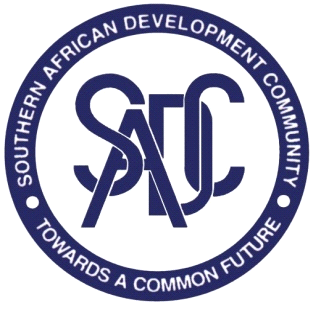 SOUTHERN AFRICAN DEVELOPMENT COMMUNITY
SADC
TOWARDS A COMMON FUTURE